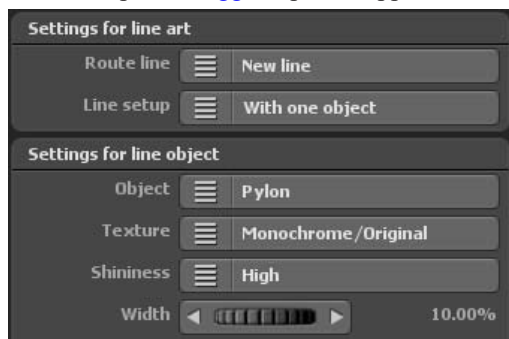 Settings for line art
Route line New line
Line setup With one object
Settings for line object
Object Pylon
Texture Monochrome/Original
Shininess High
Width 10.00%